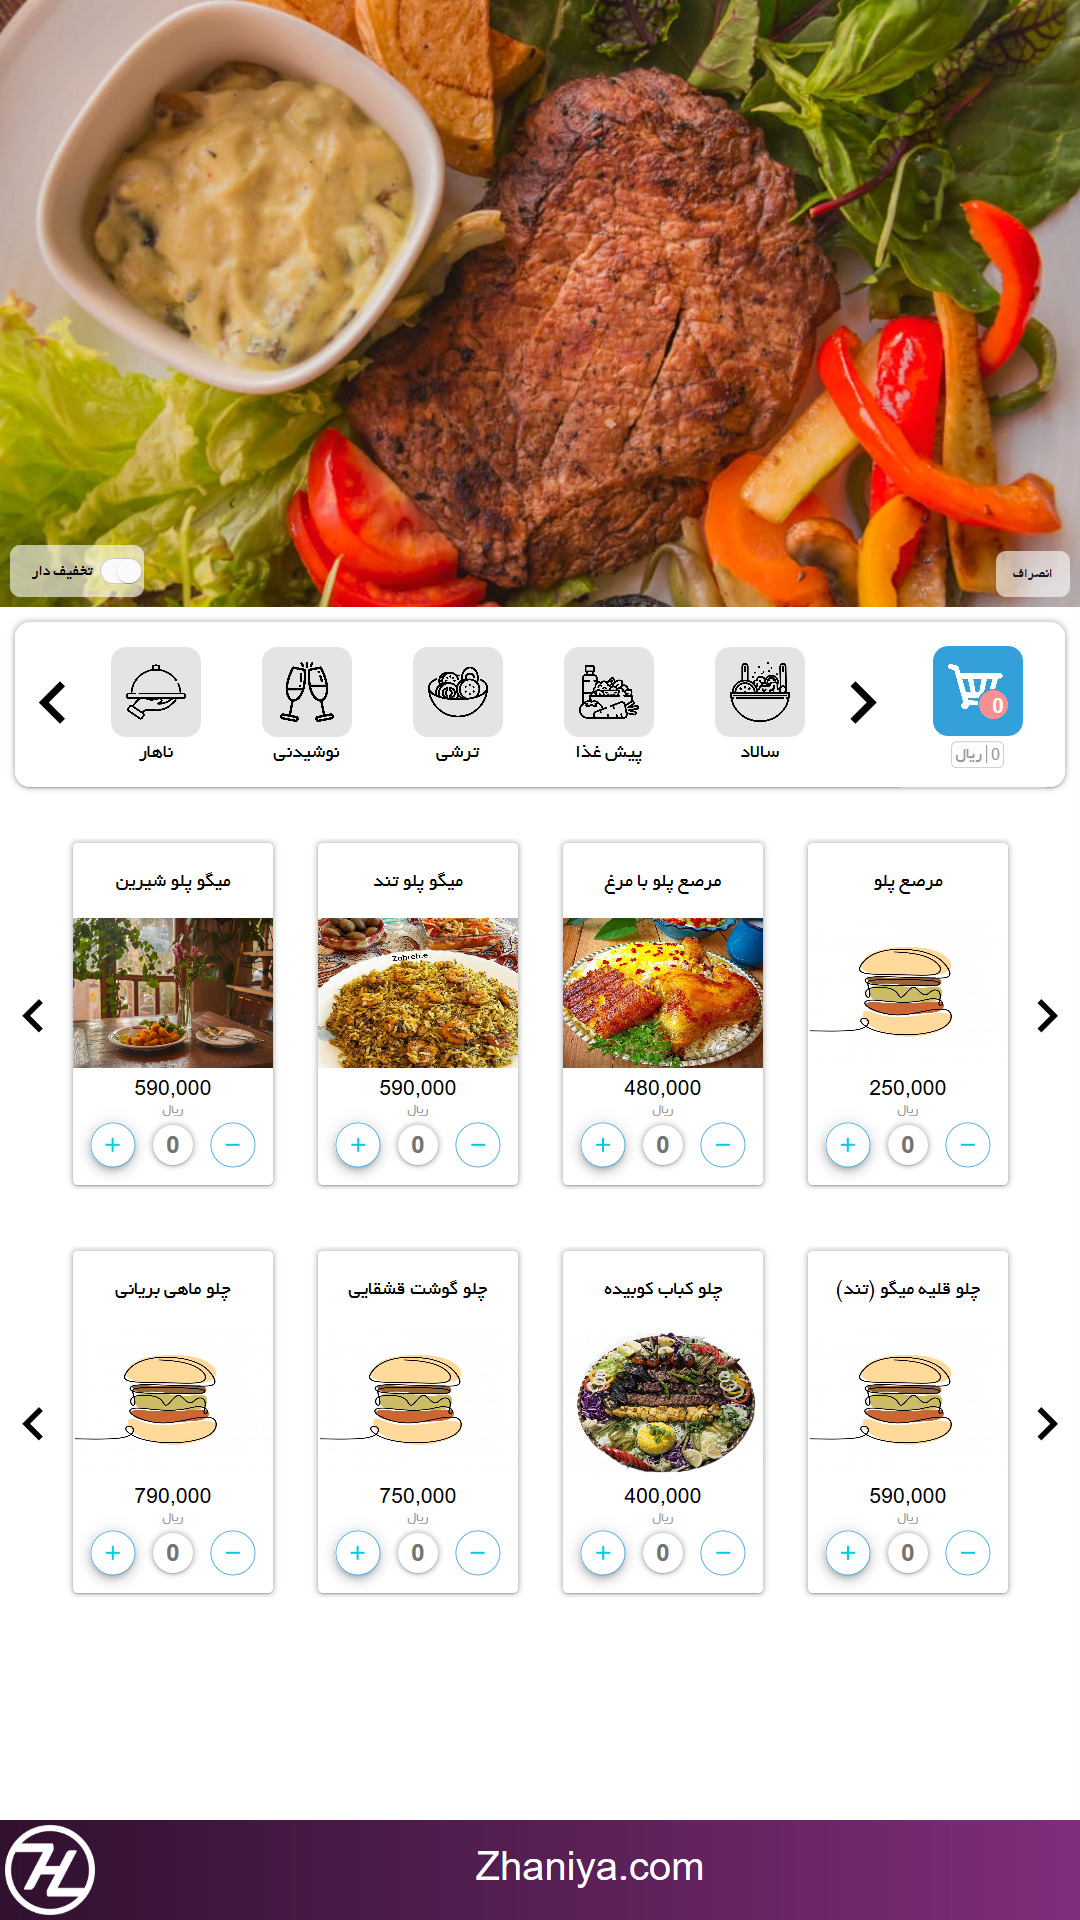 تخفیف دار
انصراف
سالاد
پیش غذا
ترشی
نوشیدنی
ناهار
0
0 | ریال
مرصع پلو
250,000
ریال
+ 0 −
مرصع پلو با مرغ
480,000
ریال
+ 0 −
میگو پلو تند
590,000
ریال
+ 0 −
میگو پلو شیرین
590,000
ریال
+ 0 −
چلو قلیه میگو (تند)
590,000
ریال
+ 0 −
چلو کباب کوبیده
400,000
ریال
+ 0 −
چلو گوشت قشقایی
750,000
ریال
+ 0 −
چلو ماهی بریانی
790,000
ریال
+ 0 −
Zhaniya.com